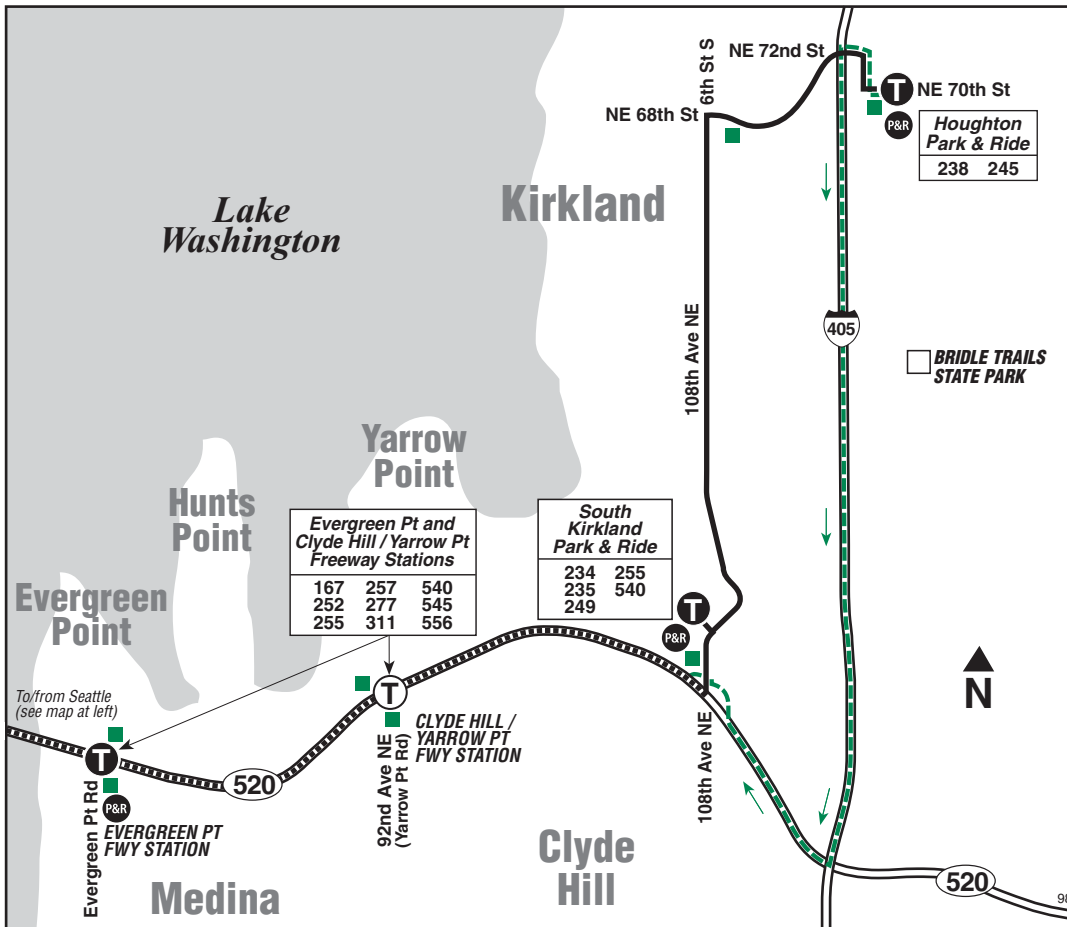 NE 72nd St
6th St S
NE 68th St
T
NE 70th St
P&R
Houghton
Park & Ride
238 245
Lake
Washington
Kirkland
405
108th Ave NE
BRIDLE TRAILS
STATE PARK
Yarrow
Point
Hunts
Point
Evergreen Pt and
Clyde Hill / Yarrow Pt
Freeway Stations
167 257 540
252 277 545
255 311 556
South
Kirkland
Park & Ride
234 255
235 540
249
T
P&R
Evergreen
Point
N
To/from Seattle
(see map at left)
T
CLYDE HILL /
YARROW PT
FWY STATION
92nd Ave NE
(Yarrow Pt Rd)
108th Ave NE
T
520
P&R
EVERGREEN PT
FWY STATION
Evergreen Pt Rd
Medina
Clyde
Hill
520